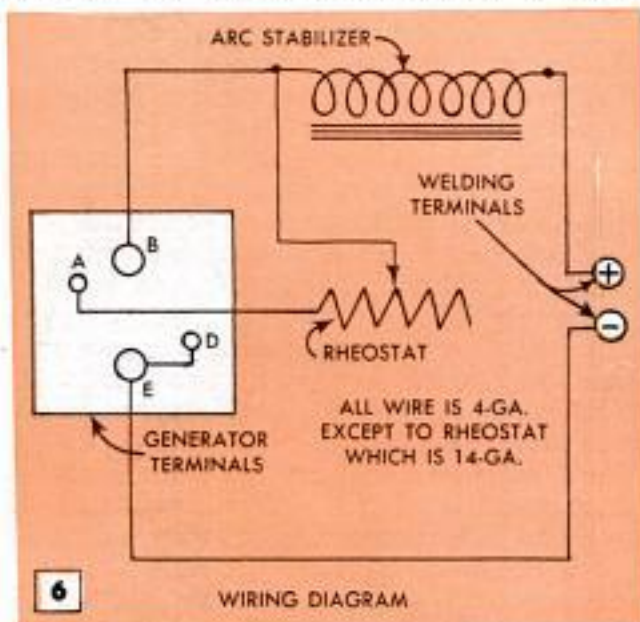 ARC STABILIZER
WELDING
TERMINALS
B
A
+
−
D
RHEOSTAT
E
ALL WIRE IS 4-GA.
EXCEPT TO RHEOSTAT
WHICH IS 14-GA.
GENERATOR
TERMINALS
6
WIRING DIAGRAM